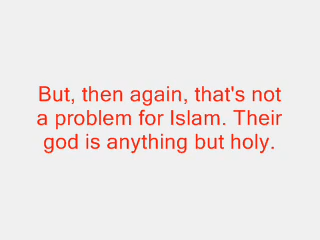 But, then again, that's not
a problem for Islam. Their
god is anything but holy.